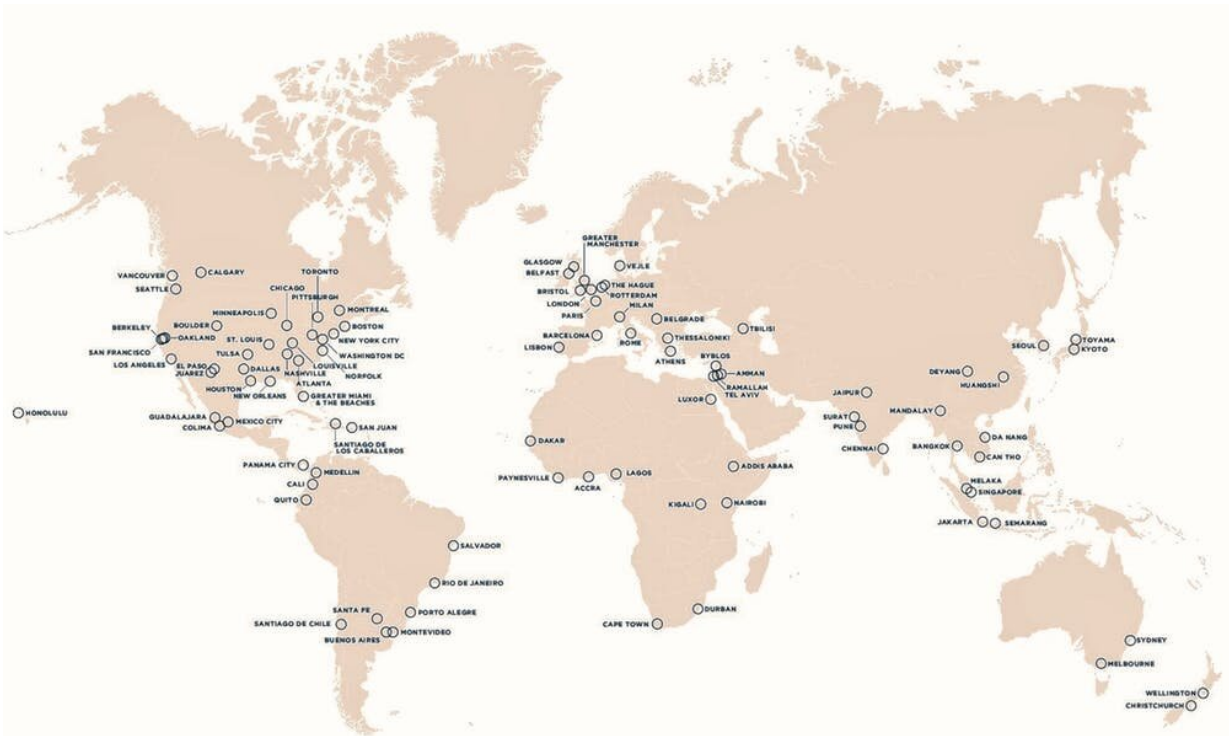 GREATER
MANCHESTER
GLASGOW
BELFAST
VEJLE
THE HAGUE
BRISTOL
ROTTERDAM
LONDON
MILAN
PARIS
BELGRADE
BARCELONA
THESSALONIKI
TBILISI
LISBON
ROME
ATHENS
BYBLOS
AMMAN
RAMALLAH
TEL AVIV
LUXOR
VANCOUVER
CALGARY
TORONTO
SEATTLE
CHICAGO
PITTSBURGH
MINNEAPOLIS
MONTREAL
BERKELEY
BOULDER
BOSTON
OAKLAND
ST. LOUIS
NEW YORK CITY
SAN FRANCISCO
TULSA
WASHINGTON DC
LOS ANGELES
EL PASO
DALLAS
LOUISVILLE
JUAREZ
NASHVILLE
NORFOLK
HOUSTON
ATLANTA
NEW ORLEANS
GREATER MIAMI
& THE BEACHES
HONOLULU
GUADALAJARA
MEXICO CITY
COLIMA
SAN JUAN
SANTIAGO DE
LOS CABALLEROS
PANAMA CITY
MEDELLIN
CALI
QUITO
SALVADOR
RIO DE JANEIRO
SANTA FE
PORTO ALEGRE
SANTIAGO DE CHILE
BUENOS AIRES
MONTEVIDEO
DAKAR
PAYNESVILLE
ACCRA
LAGOS
ADDIS ABABA
KIGALI
NAIROBI
DURBAN
CAPE TOWN
SEOUL
TOYAMA
KYOTO
DEYANG
HUANGSHI
JAIPUR
MANDALAY
SURAT
PUNE
CHENNAI
BANGKOK
DA NANG
CAN THO
MELAKA
SINGAPORE
JAKARTA
SEMARANG
SYDNEY
MELBOURNE
WELLINGTON
CHRISTCHURCH